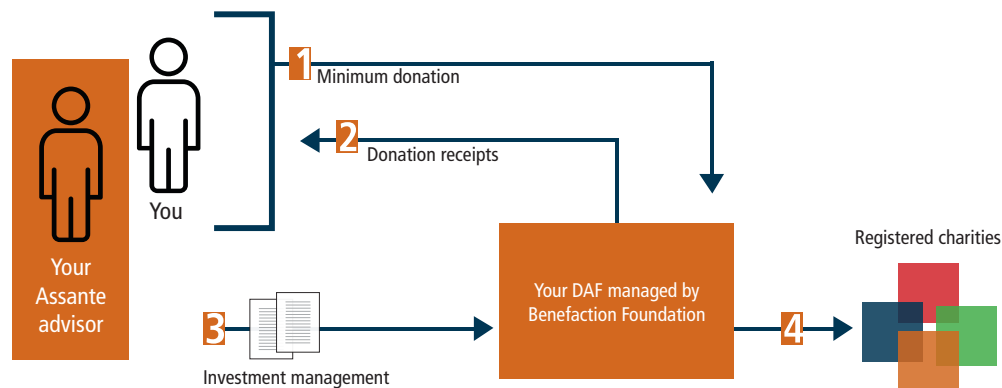 1
Minimum donation
2
Donation receipts
You
Your
Assante
advisor
3
Investment management
Your DAF managed by
Benefaction Foundation
4
Registered charities